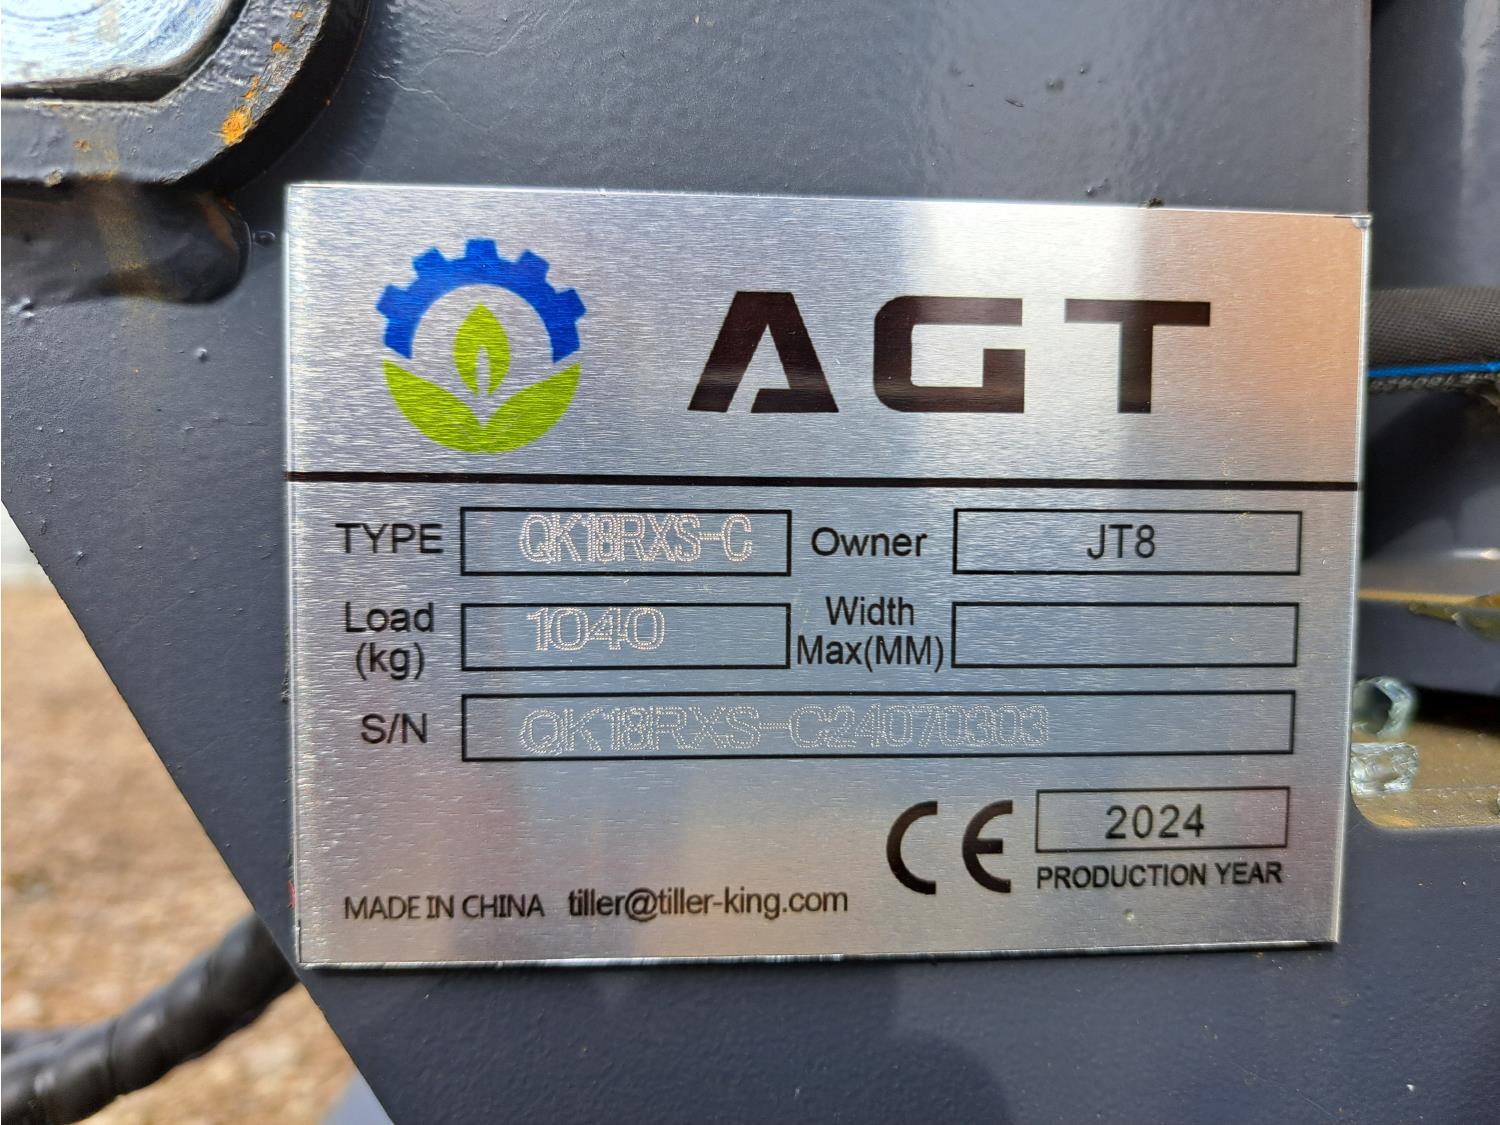 AGT
TYPE QK18RXS-C Owner JT8
Load (kg) 1040 Width Max(MM)
S/N QK18RXS-C24070303
CE 2024
PRODUCTION YEAR
MADE IN CHINA tiller@tiller-king.com